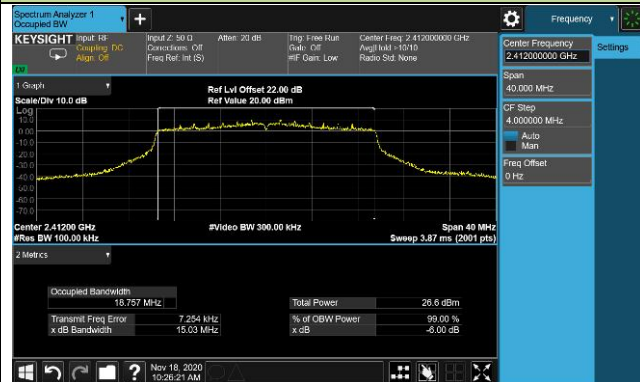 Spectrum Analyzer 1
Occupied BW
Frequency
KEYSIGHT
Input: RF
Coupling: DC
Align: Off
Input Z: 50 Ω
Corrections: Off
Freq Ref: Int (S)
Atten: 20 dB
Trig: Free Run
Gate: Off
#IF Gain: Low
Center Freq: 2.412000000 GHz
Avg|Hold >10/10
Radio Std: None
Center Frequency
2.412000000 GHz
Settings
Span
40.000 MHz
CF Step
4.000000 MHz
Auto
Man
Freq Offset
0 Hz
1 Graph
Scale/Div 10.0 dB
Ref Lvl Offset 22.00 dB
Ref Value 20.00 dBm
Log
10.0
0.00
-10.0
-20.0
-30.0
-40.0
-50.0
-60.0
-70.0
Center 2.41200 GHz
#Res BW 100.00 kHz
#Video BW 300.00 kHz
Span 40 MHz
Sweep 3.87 ms (2001 pts)
2 Metrics
Occupied Bandwidth
18.757 MHz
Total Power
26.6 dBm
Transmit Freq Error
7.254 kHz
% of OBW Power
99.00 %
x dB Bandwidth
15.03 MHz
x dB
-6.00 dB
?
Nov 18, 2020
10:26:21 AM